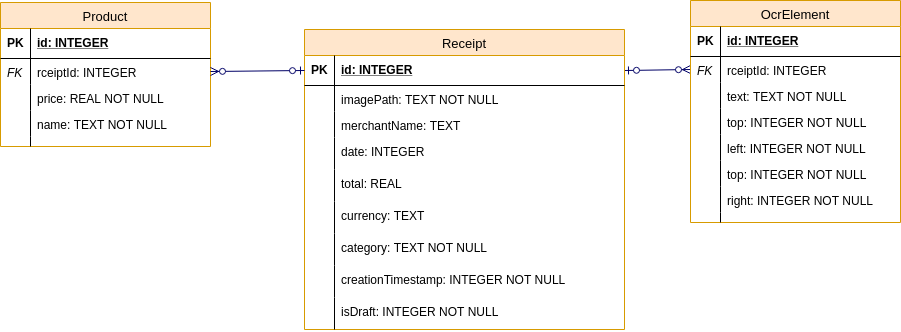 Product
PK id: INTEGER
FK rceiptId: INTEGER
price: REAL NOT NULL
name: TEXT NOT NULL
Receipt
PK id: INTEGER
imagePath: TEXT NOT NULL
merchantName: TEXT
date: INTEGER
total: REAL
currency: TEXT
category: TEXT NOT NULL
creationTimestamp: INTEGER NOT NULL
isDraft: INTEGER NOT NULL
OcrElement
PK id: INTEGER
FK rceiptId: INTEGER
text: TEXT NOT NULL
top: INTEGER NOT NULL
left: INTEGER NOT NULL
top: INTEGER NOT NULL
right: INTEGER NOT NULL